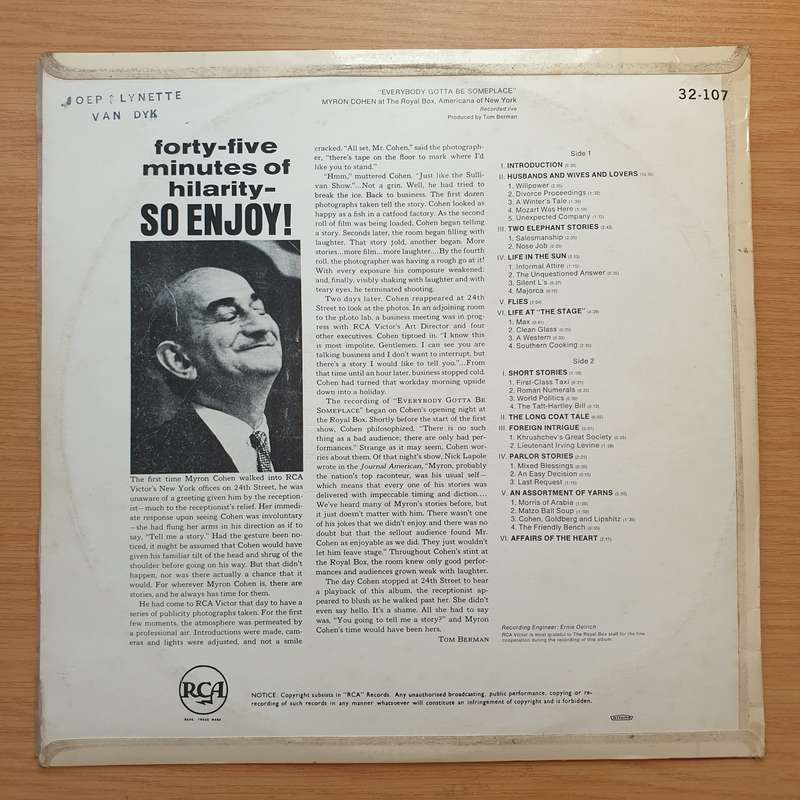 JOEP & LYNETTE
VAN DYK
"EVERYBODY GOTTA BE SOMEPLACE"
MYRON COHEN at The Royal Box, Americana of New York
Recorded live
Produced by Tom Berman
32-107
forty-five
minutes of
hilarity-
SO ENJOY!
The first time Myron Cohen walked into RCA
Victor's New York offices on 24th Street, he was
unaware of a greeting given him by the reception-
ist—much to the receptionist's relief. Her immedi-
ate response upon seeing Cohen was involuntary
—she had flung her arms in his direction as if to
say, "Tell me a story." Had the gesture been no-
ticed, it might be assumed that Cohen would have
given his familiar tilt of the head and shrug of the
shoulder before going on his way. But that didn't
happen, nor was there actually a chance that it
would. For wherever Myron Cohen is, there are
stories, and he always has time for them.
He had come to RCA Victor that day to have a
series of publicity photographs taken. For the first
few moments, the atmosphere was permeated by
a professional air. Introductions were made, cam-
eras and lights were adjusted, and not a smile
cracked. "All set, Mr. Cohen," said the photograph-
er, "there's tape on the floor to mark where I'd
like you to stand."
"Hmm," muttered Cohen. "Just like the Sulli-
van Show."...Not a grin. Well, he had tried to
break the ice. Back to business. The first dozen
photographs taken tell the story. Cohen looked as
happy as a fish in a catfood factory. As the second
roll of film was being loaded, Cohen began telling
a story. Seconds later, the room began filling with
laughter. That story told, another began. More
stories...more film...more laughter....By the fourth
roll, the photographer was having a rough go at it!
With every exposure his composure weakened;
and, finally, visibly shaking with laughter and with
teary eyes, he terminated shooting.
Two days later, Cohen reappeared at 24th
Street to look at the photos. In an adjoining room
to the photo lab, a business meeting was in prog-
ress with RCA Victor's Art Director and four
other executives. Cohen tiptoed in. "I know this
is most impolite, Gentlemen. I can see you are
talking business and I don't want to interrupt, but
there's a story I would like to tell you."...From
that time until an hour later, business stopped cold.
Cohen had turned that workday morning upside
down into a holiday.
The recording of "EVERYBODY GOTTA BE
SOMEPLACE" began on Cohen's opening night at
the Royal Box. Shortly before the start of the first
show, Cohen philosophized, "There is no such
thing as a bad audience; there are only bad per-
formances." Strange as it may seem, Cohen wor-
ries about them. Of that night's show, Nick Lapole
wrote in the Journal American, "Myron, probably
the nation's top raconteur, was his usual self—
which means that every one of his stories was
delivered with impeccable timing and diction....
We've heard many of Myron's stories before, but
it just doesn't matter with him. There wasn't one
of his jokes that we didn't enjoy and there was no
doubt but that the sellout audience found Mr.
Cohen as enjoyable as we did. They just wouldn't
let him leave stage." Throughout Cohen's stint at
the Royal Box, the room knew only good perfor-
mances and audiences grown weak with laughter.
The day Cohen stopped at 24th Street to hear
a playback of this album, the receptionist ap-
peared to blush as he walked past her. She didn't
even say hello. It's a shame. All she had to say
was, "You going to tell me a story?" and Myron
Cohen's time would have been hers.
TOM BERMAN
Side 1
I. INTRODUCTION
II. HUSBANDS AND WIVES AND LOVERS
1. Willpower
2. Divorce Proceedings
3. A Winter's Tale
4. Mozart Was Here
5. Unexpected Company
III. TWO ELEPHANT STORIES
1. Salesmanship
2. Nose Job
IV. LIFE IN THE SUN
1. Informal Attire
2. The Unquestioned Answer
3. Silent L's
4. Majorca
V. FLIES
VI. LIFE AT "THE STAGE"
1. Max
2. Clean Glass
3. A Western
4. Southern Cooking
Side 2
I. SHORT STORIES
1. First-Class Taxi
2. Roman Numerals
3. World Politics
4. The Taft-Hartley Bill
II. THE LONG COAT TALE
III. FOREIGN INTRIGUE
1. Khrushchev's Great Society
2. Lieutenant Irving Levine
IV. PARLOR STORIES
1. Mixed Blessings
2. An Easy Decision
3. Last Request
V. AN ASSORTMENT OF YARNS
1. Morris of Arabia
2. Matzo Ball Soup
3. Cohen, Goldberg and Lipshitz
4. The Friendly Bench
VI. AFFAIRS OF THE HEART
Recording Engineer: Ernie Oelrich
RCA Victor is most grateful to The Royal Box staff for the fine
cooperation during the recording of this album.
RCA
NOTICE: Copyright subsists in "RCA" Records. Any unauthorised broadcasting, public performance, copying or re-
recording of such records in any manner whatsoever will constitute an infringement of copyright and is forbidden.